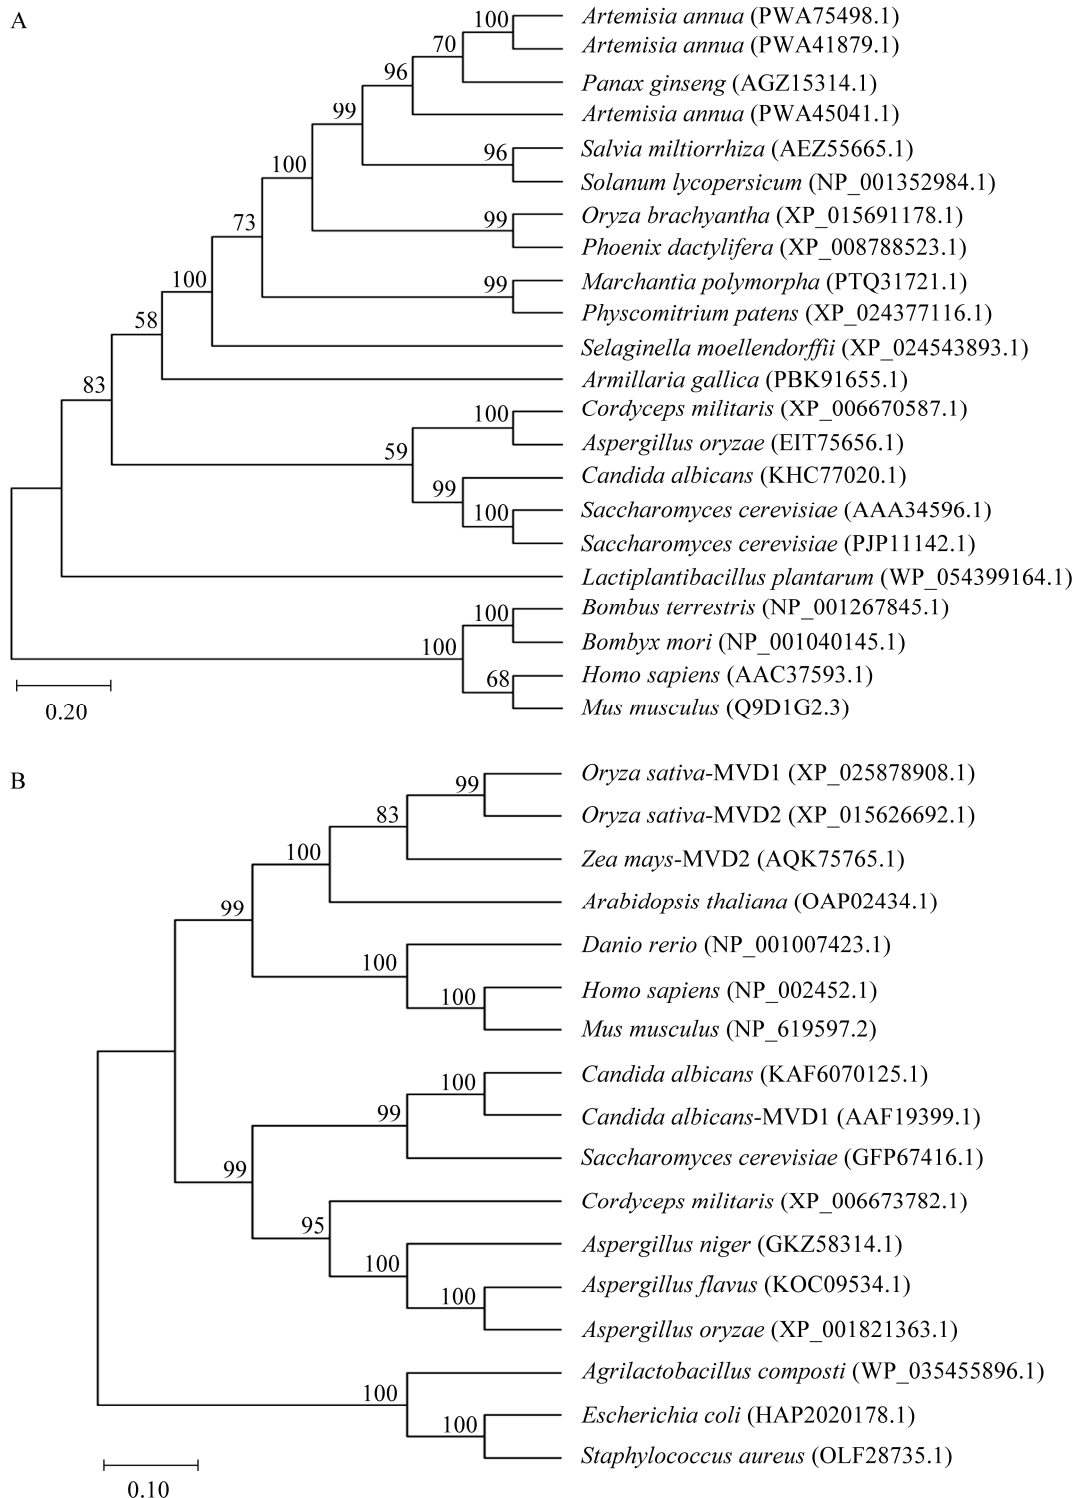 A
100 Artemisia annua (PWA75498.1)
70 Artemisia annua (PWA41879.1)
96 Panax ginseng (AGZ15314.1)
99 Artemisia annua (PWA45041.1)
96 Salvia miltiorrhiza (AEZ55665.1)
100 Solanum lycopersicum (NP_001352984.1)
99 Oryza brachyantha (XP_015691178.1)
73 Phoenix dactylifera (XP_008788523.1)
100 99 Marchantia polymorpha (PTQ31721.1)
58 Physcomitrium patens (XP_024377116.1)
Selaginella moellendorffii (XP_024543893.1)
83 Armillaria gallica (PBK91655.1)
100 Cordyceps militaris (XP_006670587.1)
59 Aspergillus oryzae (EIT75656.1)
99 Candida albicans (KHC77020.1)
100 Saccharomyces cerevisiae (AAA34596.1)
Saccharomyces cerevisiae (PJP11142.1)
Lactiplantibacillus plantarum (WP_054399164.1)
100 Bombus terrestris (NP_001267845.1)
100 Bombyx mori (NP_001040145.1)
68 Homo sapiens (AAC37593.1)
0.20 Mus musculus (Q9D1G2.3)
B
99 Oryza sativa-MVD1 (XP_025878908.1)
83 Oryza sativa-MVD2 (XP_015626692.1)
100 Zea mays-MVD2 (AQK75765.1)
99 Arabidopsis thaliana (OAP02434.1)
100 Danio rerio (NP_001007423.1)
100 Homo sapiens (NP_002452.1)
Mus musculus (NP_619597.2)
100 Candida albicans (KAF6070125.1)
99 Candida albicans-MVD1 (AAF19399.1)
99 Saccharomyces cerevisiae (GFP67416.1)
95 Cordyceps militaris (XP_006673782.1)
100 Aspergillus niger (GKZ58314.1)
100 Aspergillus flavus (KOC09534.1)
Aspergillus oryzae (XP_001821363.1)
100 Agrilactobacillus composti (WP_035455896.1)
100 Escherichia coli (HAP2020178.1)
Staphylococcus aureus (OLF28735.1)
0.10